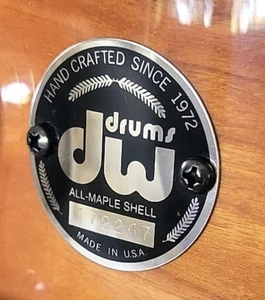 HAND CRAFTED SINCE 1972
drums
dw
ALL-MAPLE SHELL
MADE IN U.S.A.